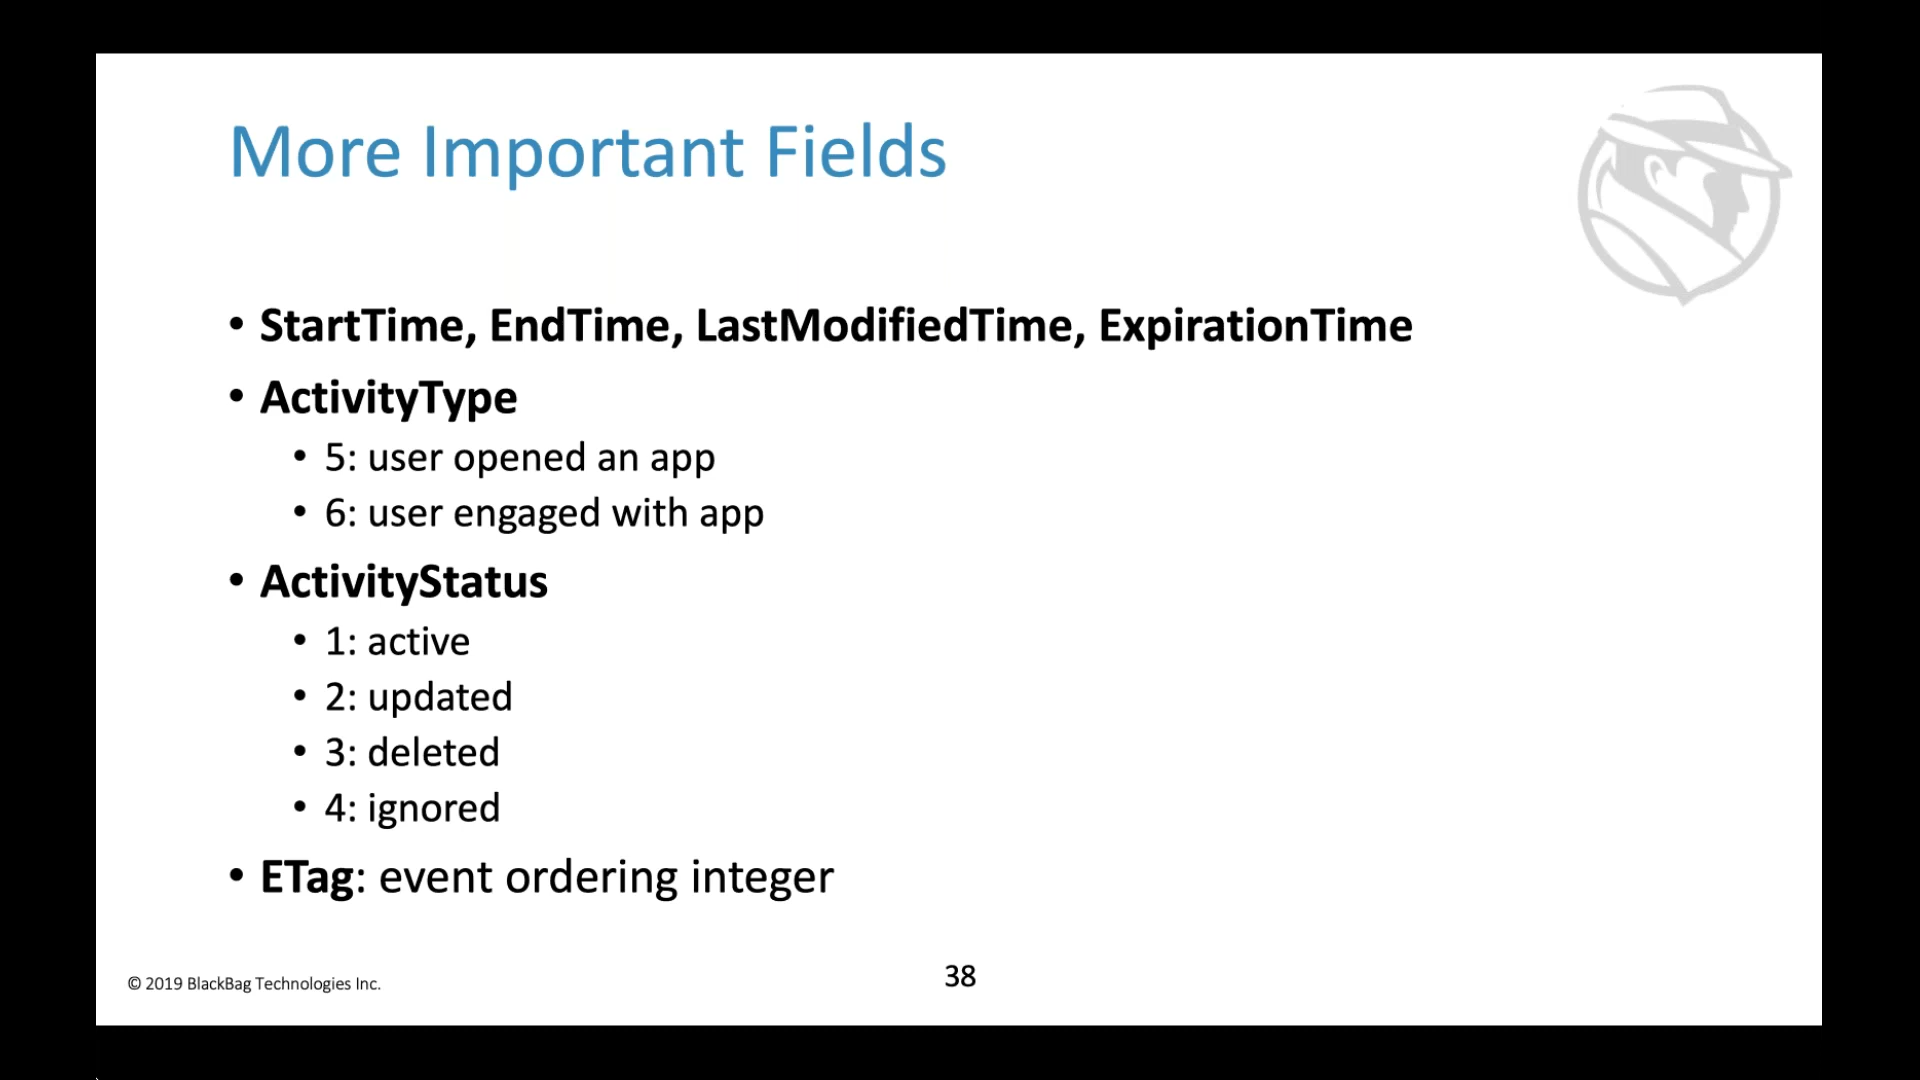 More Important Fields
• StartTime, EndTime, LastModifiedTime, ExpirationTime
• ActivityType
• 5: user opened an app
• 6: user engaged with app
• ActivityStatus
• 1: active
• 2: updated
• 3: deleted
• 4: ignored
• ETag: event ordering integer
© 2019 BlackBag Technologies Inc.
38